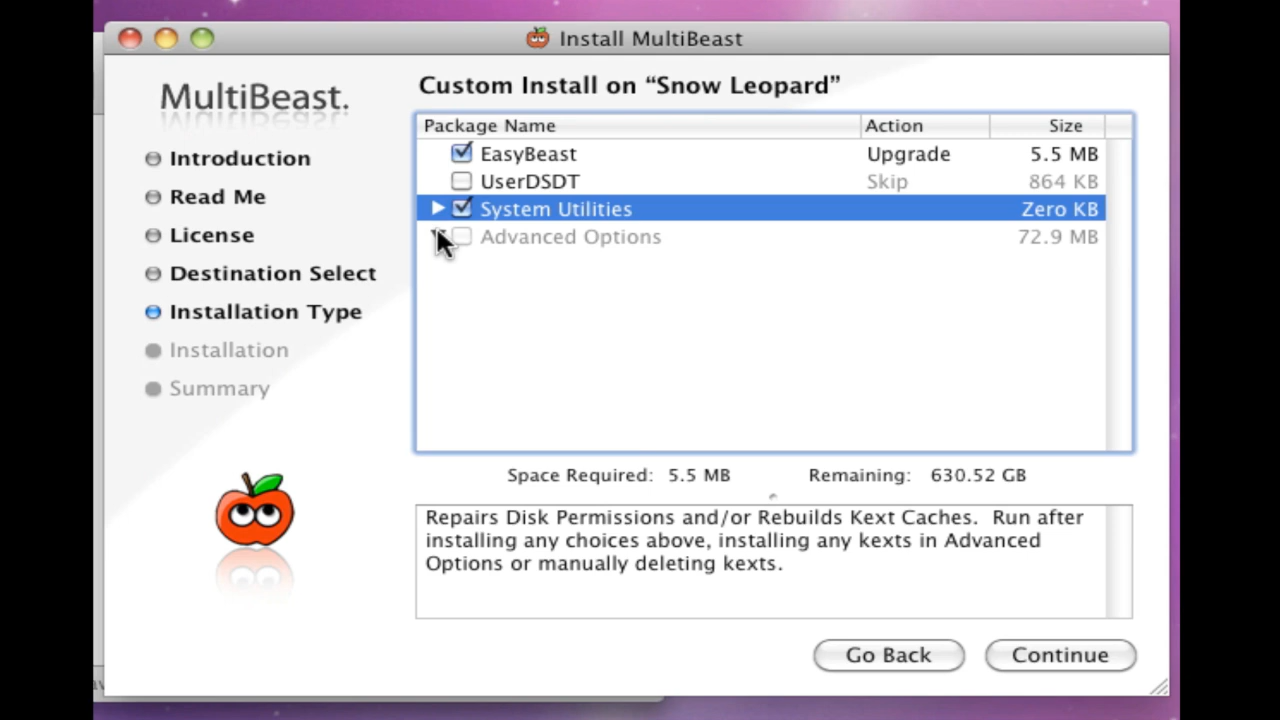 Install MultiBeast
MultiBeast.
Custom Install on “Snow Leopard”
Introduction
Read Me
License
Destination Select
Installation Type
Installation
Summary
Package Name Action Size
EasyBeast Upgrade 5.5 MB
UserDSDT Skip 864 KB
System Utilities Zero KB
Advanced Options 72.9 MB
Space Required: 5.5 MB Remaining: 630.52 GB
Repairs Disk Permissions and/or Rebuilds Kext Caches. Run after
installing any choices above, installing any kexts in Advanced
Options or manually deleting kexts.
Go Back Continue